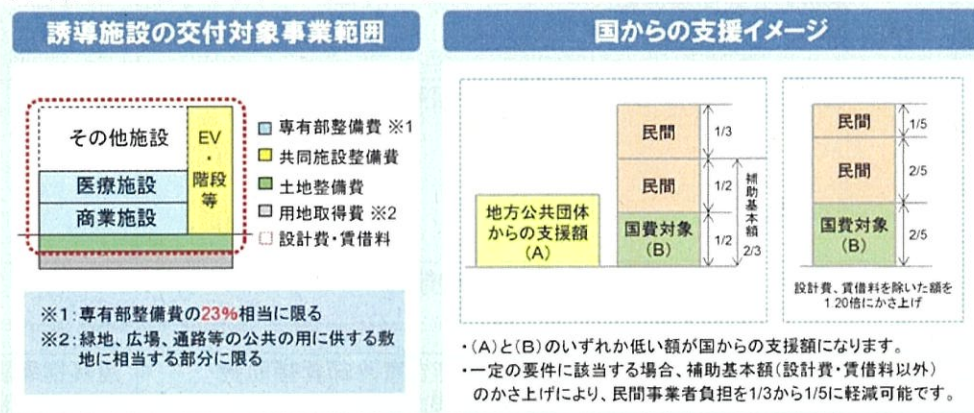 誘導施設の交付対象事業範囲
その他施設
医療施設
商業施設
EV
・
階段
等
専有部整備費 ※1
共同施設整備費
土地整備費
用地取得費 ※2
設計費・賃借料
※1:専有部整備費の23%相当に限る
※2:緑地、広場、通路等の公共の用に供する敷
地に相当する部分に限る
国からの支援イメージ
地方公共団体
からの支援額
(A)
民間
民間
国費対象
(B)
1/3
1/2
1/2
補助基本額
2/3
民間
民間
国費対象
(B)
1/5
2/5
2/5
設計費、賃借料を除いた額を
1.20倍にかさ上げ
・(A)と(B)のいずれか低い額が国からの支援額になります。
・一定の要件に該当する場合、補助基本額(設計費・賃借料以外)
のかさ上げにより、民間事業者負担を1/3から1/5に軽減可能です。